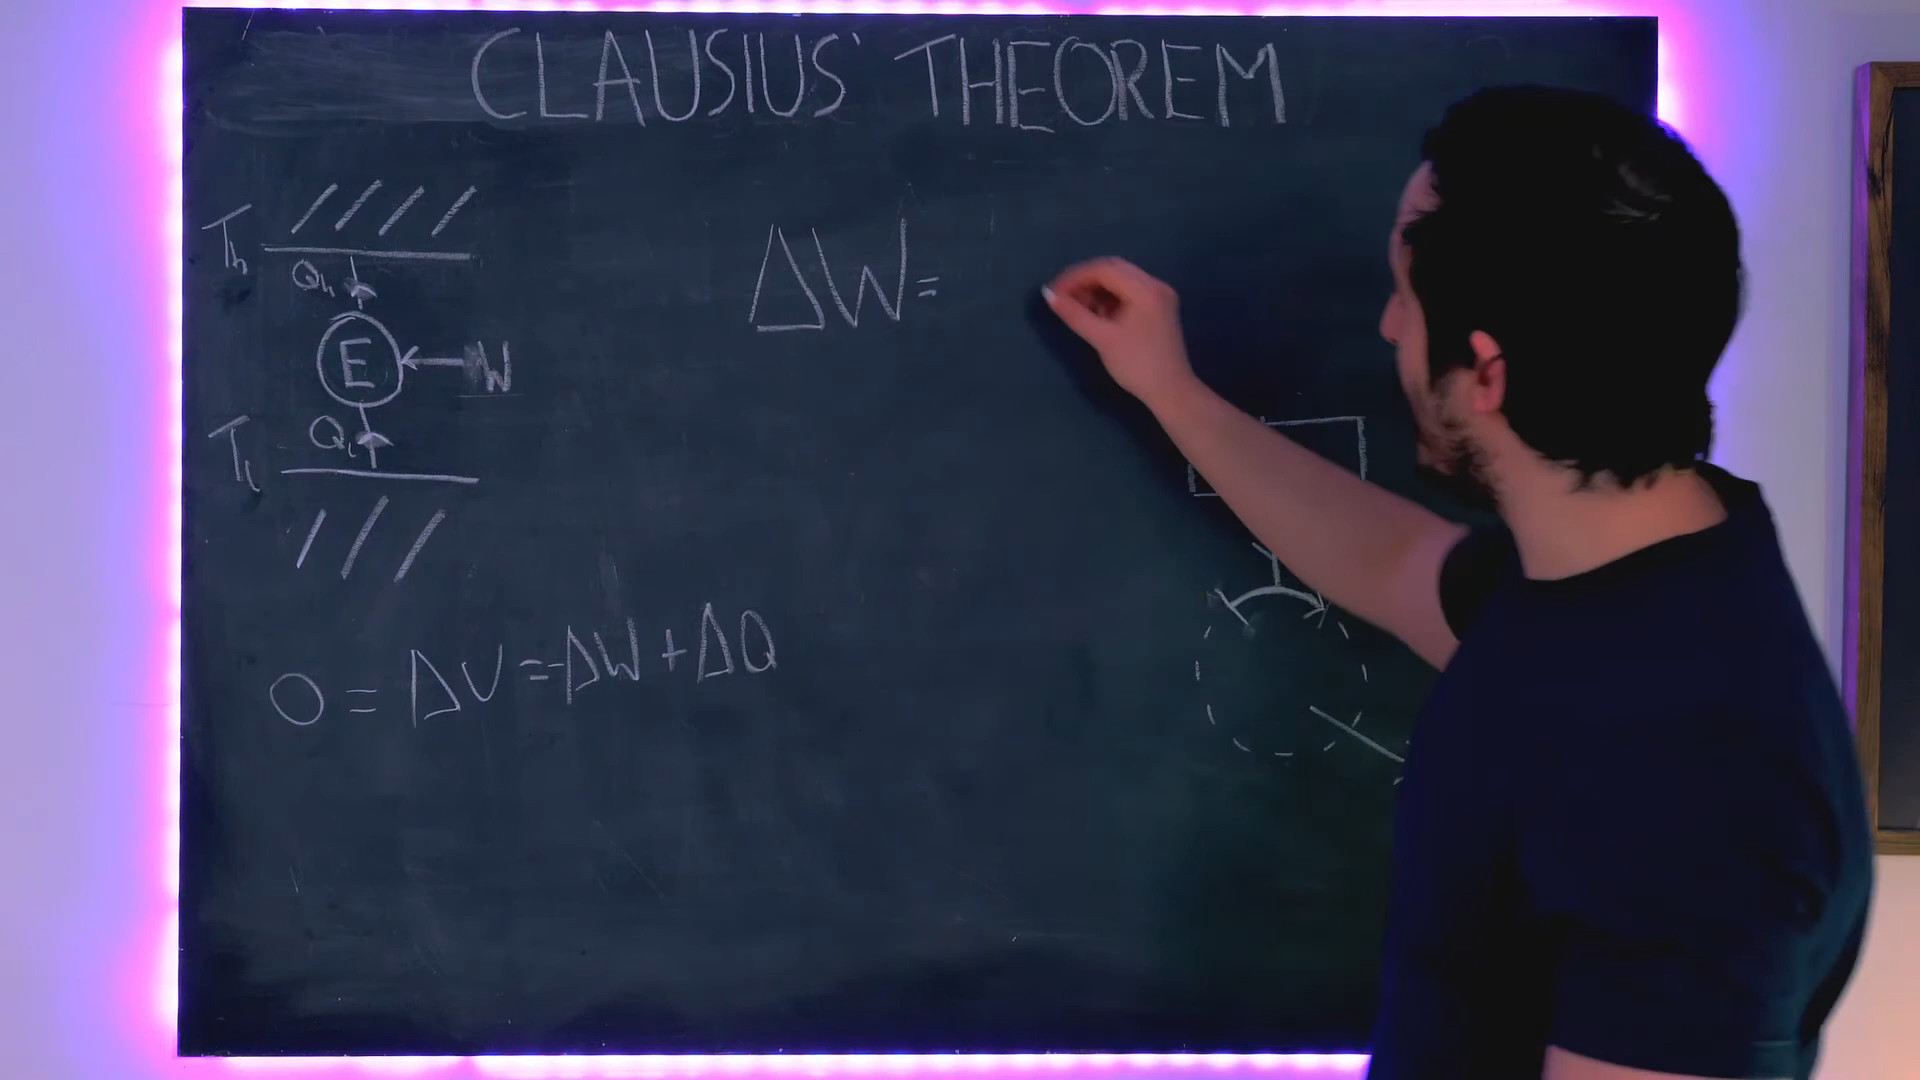 CLAUSIUS' THEOREM
Th
Qh
E
W
Ql
Tl
ΔW=
0 = ΔU =-ΔW + ΔQ